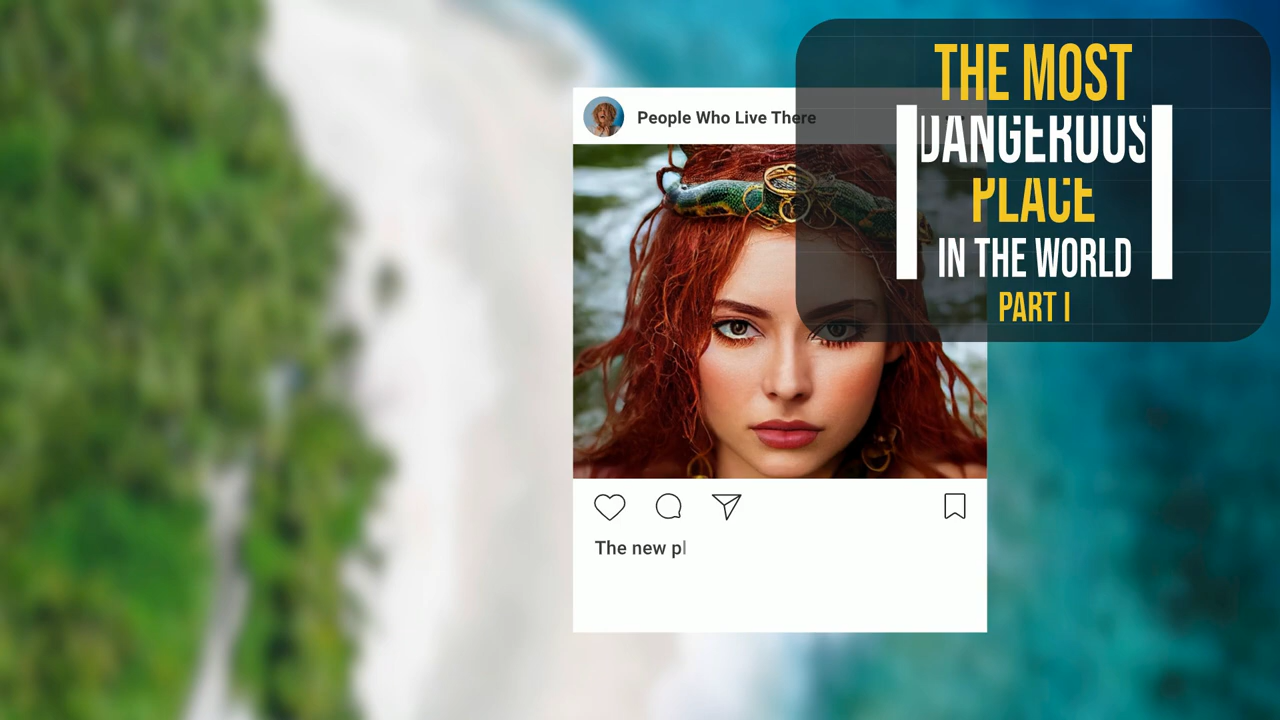 People Who Live There
THE MOST
DANGEROUS
PLACE
IN THE WORLD
PART I
The new pl